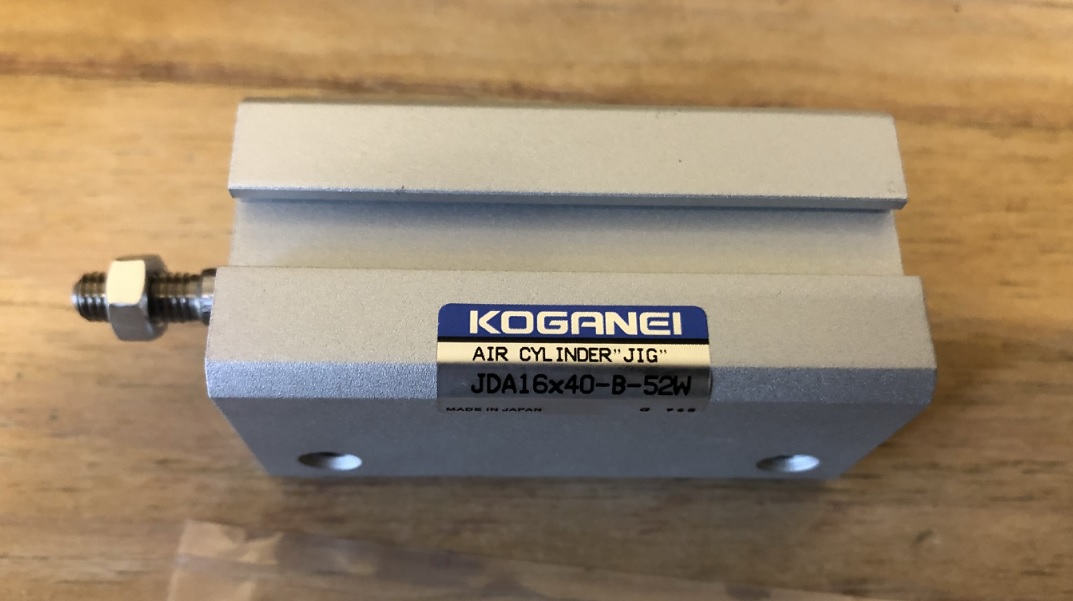 KOGANEI
AIR CYLINDER"JIG"
JDA16x40-B-52W
MADE IN JAPAN